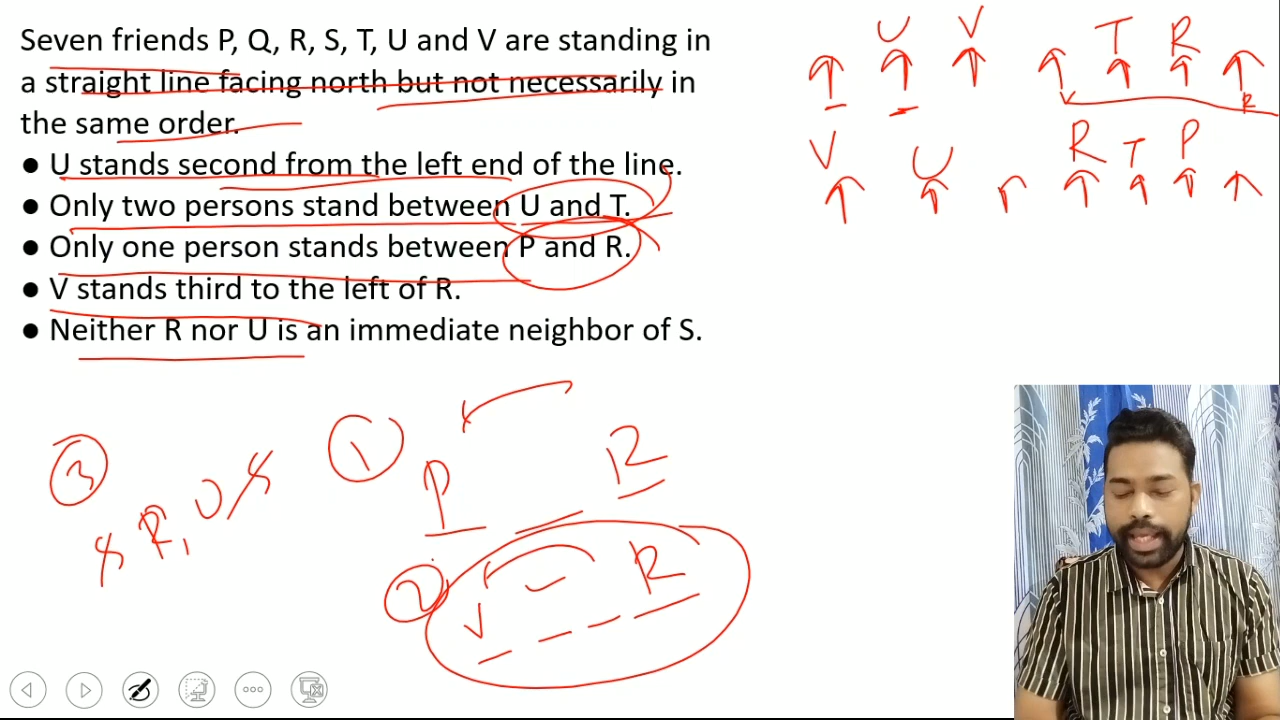 Seven friends P, Q, R, S, T, U and V are standing in
a straight line facing north but not necessarily in
the same order.
● U stands second from the left end of the line.
● Only two persons stand between U and T.
● Only one person stands between P and R.
● V stands third to the left of R.
● Neither R nor U is an immediate neighbor of S.
U V T R
V R
V U R T P
1
P R
3
R, U
2
V R